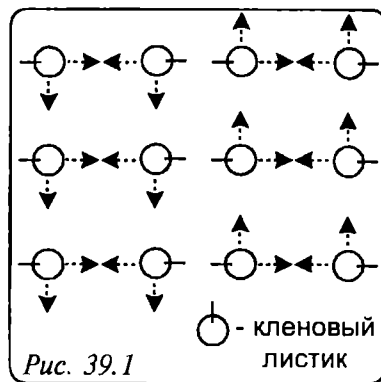 Рис. 39.1
- кленовый
листик